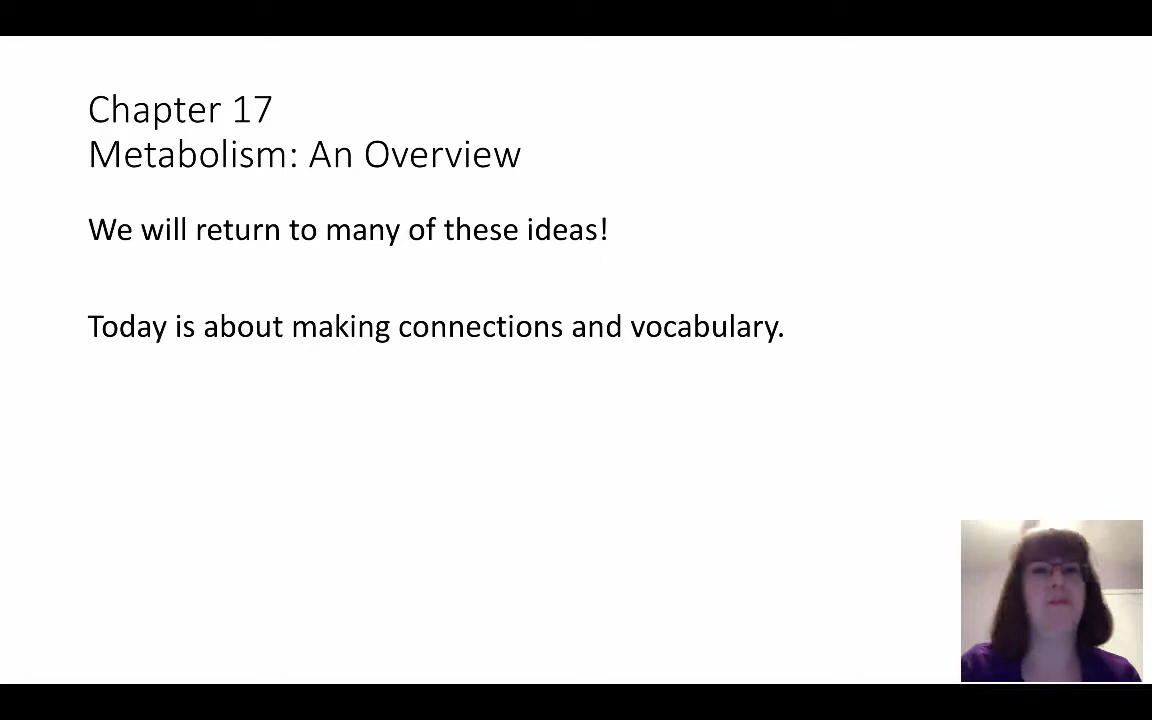 Chapter 17
Metabolism: An Overview
We will return to many of these ideas!
Today is about making connections and vocabulary.